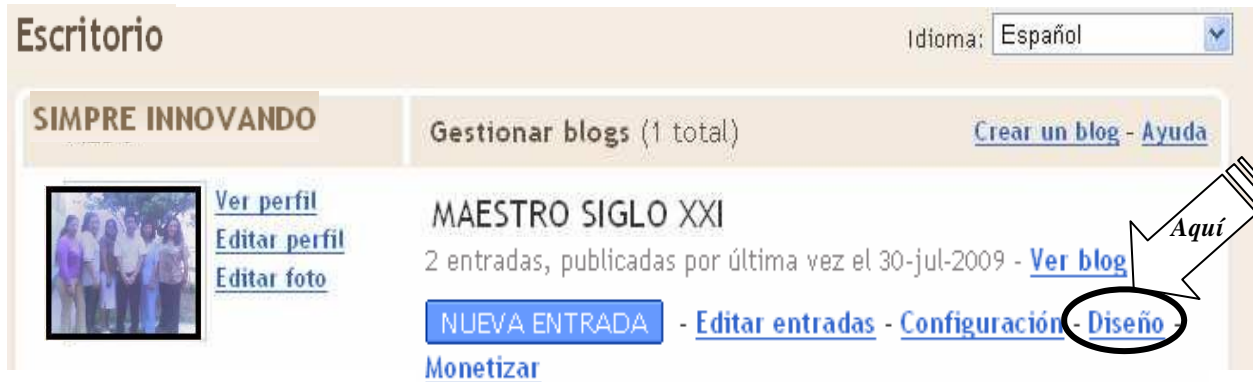 Escritorio
Idioma: Español
SIMPRE INNOVANDO
Gestionar blogs (1 total)
Crear un blog - Ayuda
Ver perfil
Editar perfil
Editar foto
MAESTRO SIGLO XXI
2 entradas, publicadas por última vez el 30-jul-2009 - Ver blog
Aquí
NUEVA ENTRADA - Editar entradas - Configuración - Diseño -
Monetizar